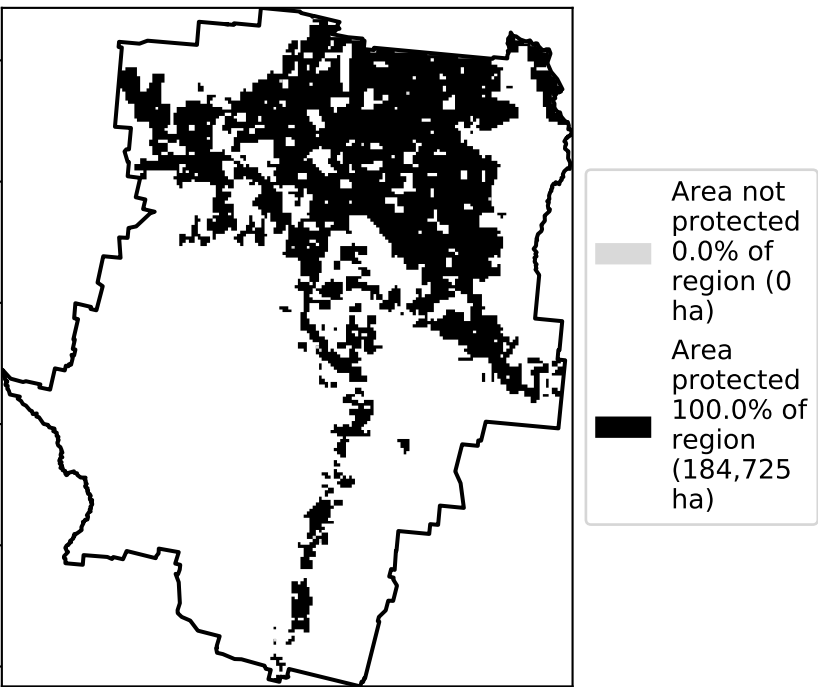 Area not
protected
0.0% of
region (0
ha)
Area
protected
100.0% of
region
(184,725
ha)